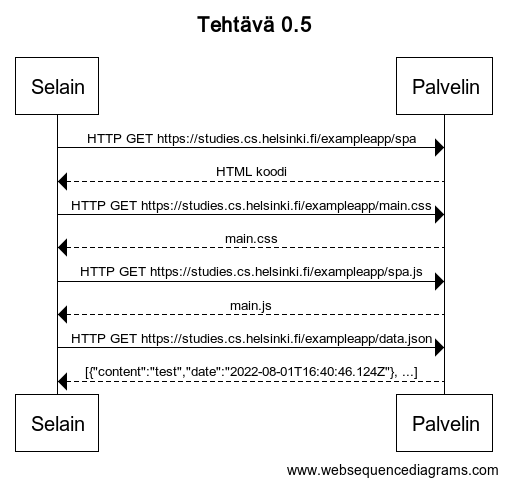 Tehtävä 0.5
Selain
Palvelin
HTTP GET https://studies.cs.helsinki.fi/exampleapp/spa
HTML koodi
HTTP GET https://studies.cs.helsinki.fi/exampleapp/main.css
main.css
HTTP GET https://studies.cs.helsinki.fi/exampleapp/spa.js
main.js
HTTP GET https://studies.cs.helsinki.fi/exampleapp/data.json
[{"content":"test","date":"2022-08-01T16:40:46.124Z"}, ...]
Selain
Palvelin
www.websequencediagrams.com